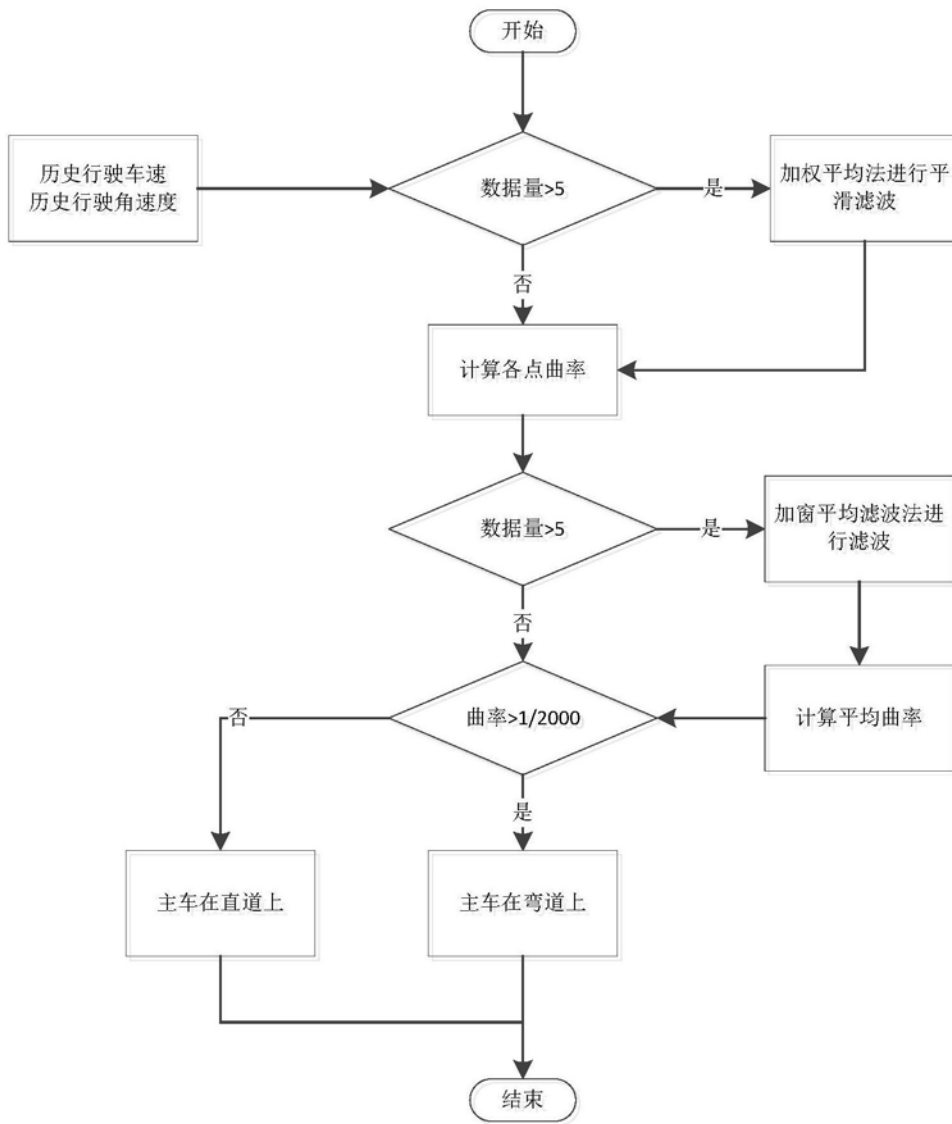 开始
历史行驶车速
历史行驶角速度
数据量>5
是
加权平均法进行平
滑滤波
否
计算各点曲率
数据量>5
是
加窗平均滤波法进
行滤波
否
否
曲率>1/2000
计算平均曲率
是
主车在直道上
主车在弯道上
结束